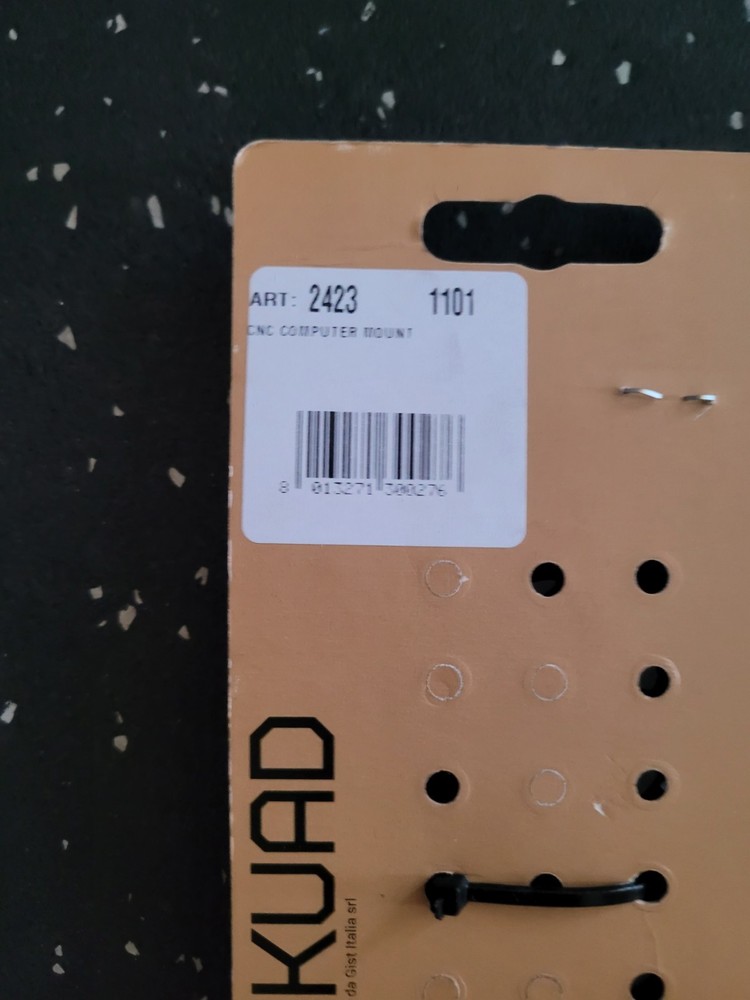 ART: 2423 1101
CNC COMPUTER MOUNT
8 013271 300276
KUAD
da Gist Italia srl